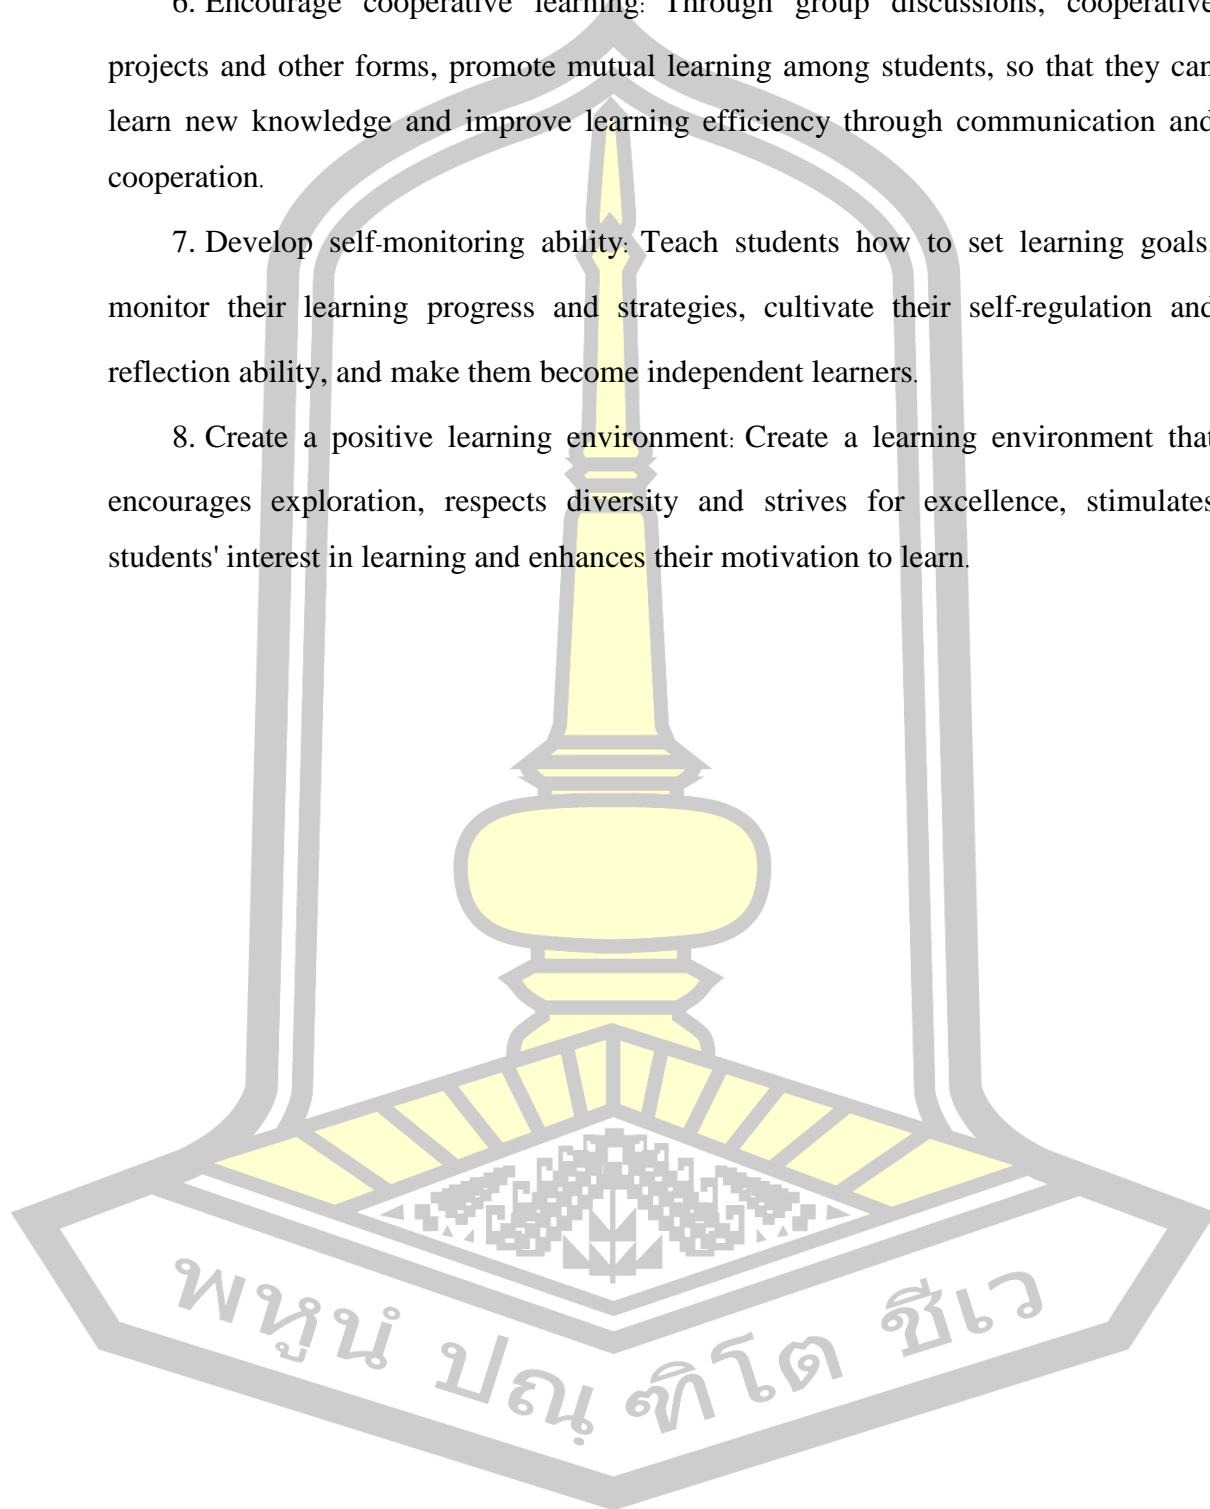 6. Encourage cooperative learning: Through group discussions, cooperative
projects and other forms, promote mutual learning among students, so that they can
learn new knowledge and improve learning efficiency through communication and
cooperation.
7. Develop self-monitoring ability: Teach students how to set learning goals,
monitor their learning progress and strategies, cultivate their self-regulation and
reflection ability, and make them become independent learners.
8. Create a positive learning environment: Create a learning environment that
encourages exploration, respects diversity and strives for excellence, stimulates
students' interest in learning and enhances their motivation to learn.
พหูนํ ปณฺ ฑิโต ชีเว